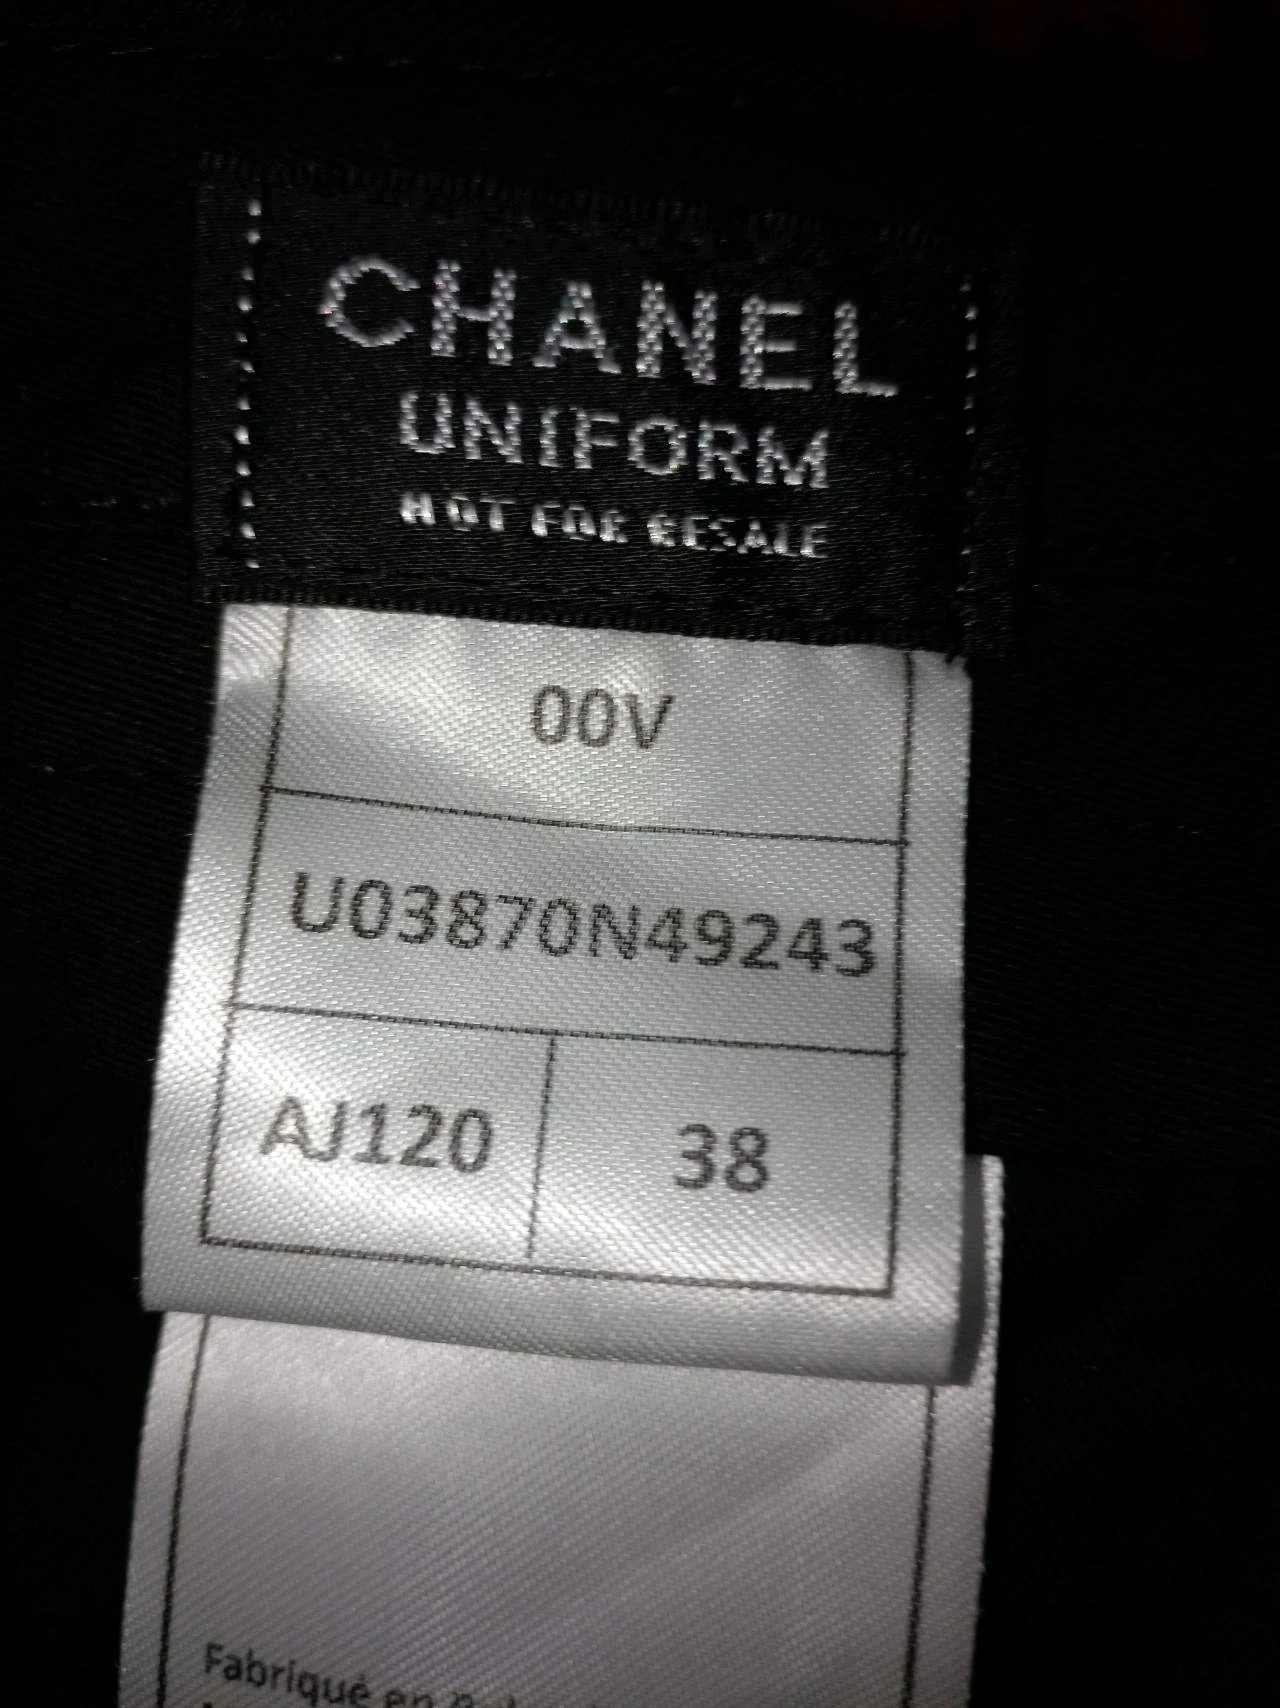 CHANEL
UNIFORM
NOT FOR RESALE
00V
U03870N49243
AJ120
38
Fabriqué en